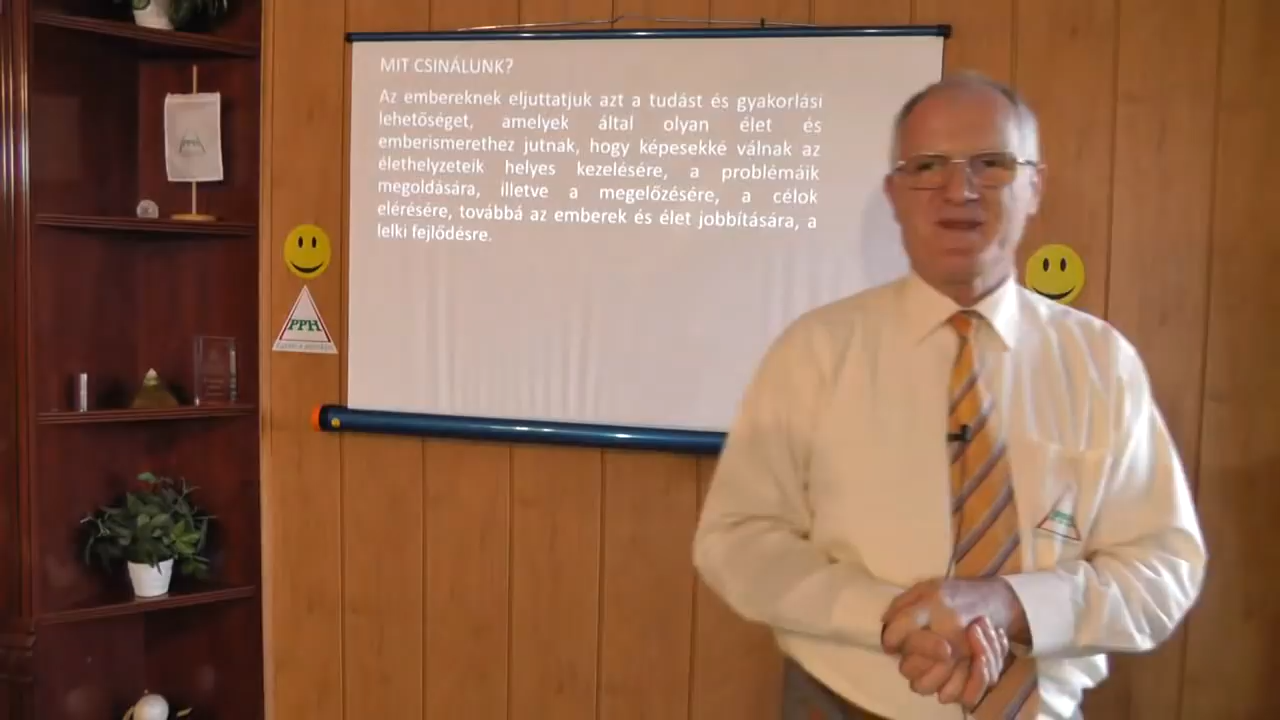 MIT CSINÁLUNK?
Az embereknek eljuttatjuk azt a tudást és gyakorlási
lehetőséget, amelyek által olyan élet és
emberismerethez jutnak, hogy képesekké válnak az
élethelyzeteik helyes kezelésére, a problémáik
megoldására, illetve a megelőzésére, a célok
elérésére, továbbá az emberek és élet jobbítására, a
lelki fejlődésre.
PPH